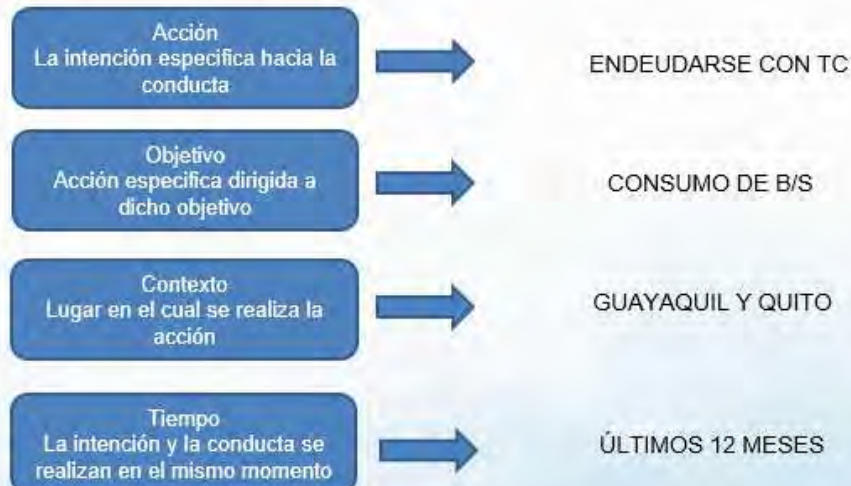 Acción
La intención especifica hacia la
conducta
ENDEUDARSE CON TC
Objetivo
Acción especifica dirigida a
dicho objetivo
CONSUMO DE B/S
Contexto
Lugar en el cual se realiza la
acción
GUAYAQUIL Y QUITO
Tiempo
La intención y la conducta se
realizan en el mismo momento
ÚLTIMOS 12 MESES